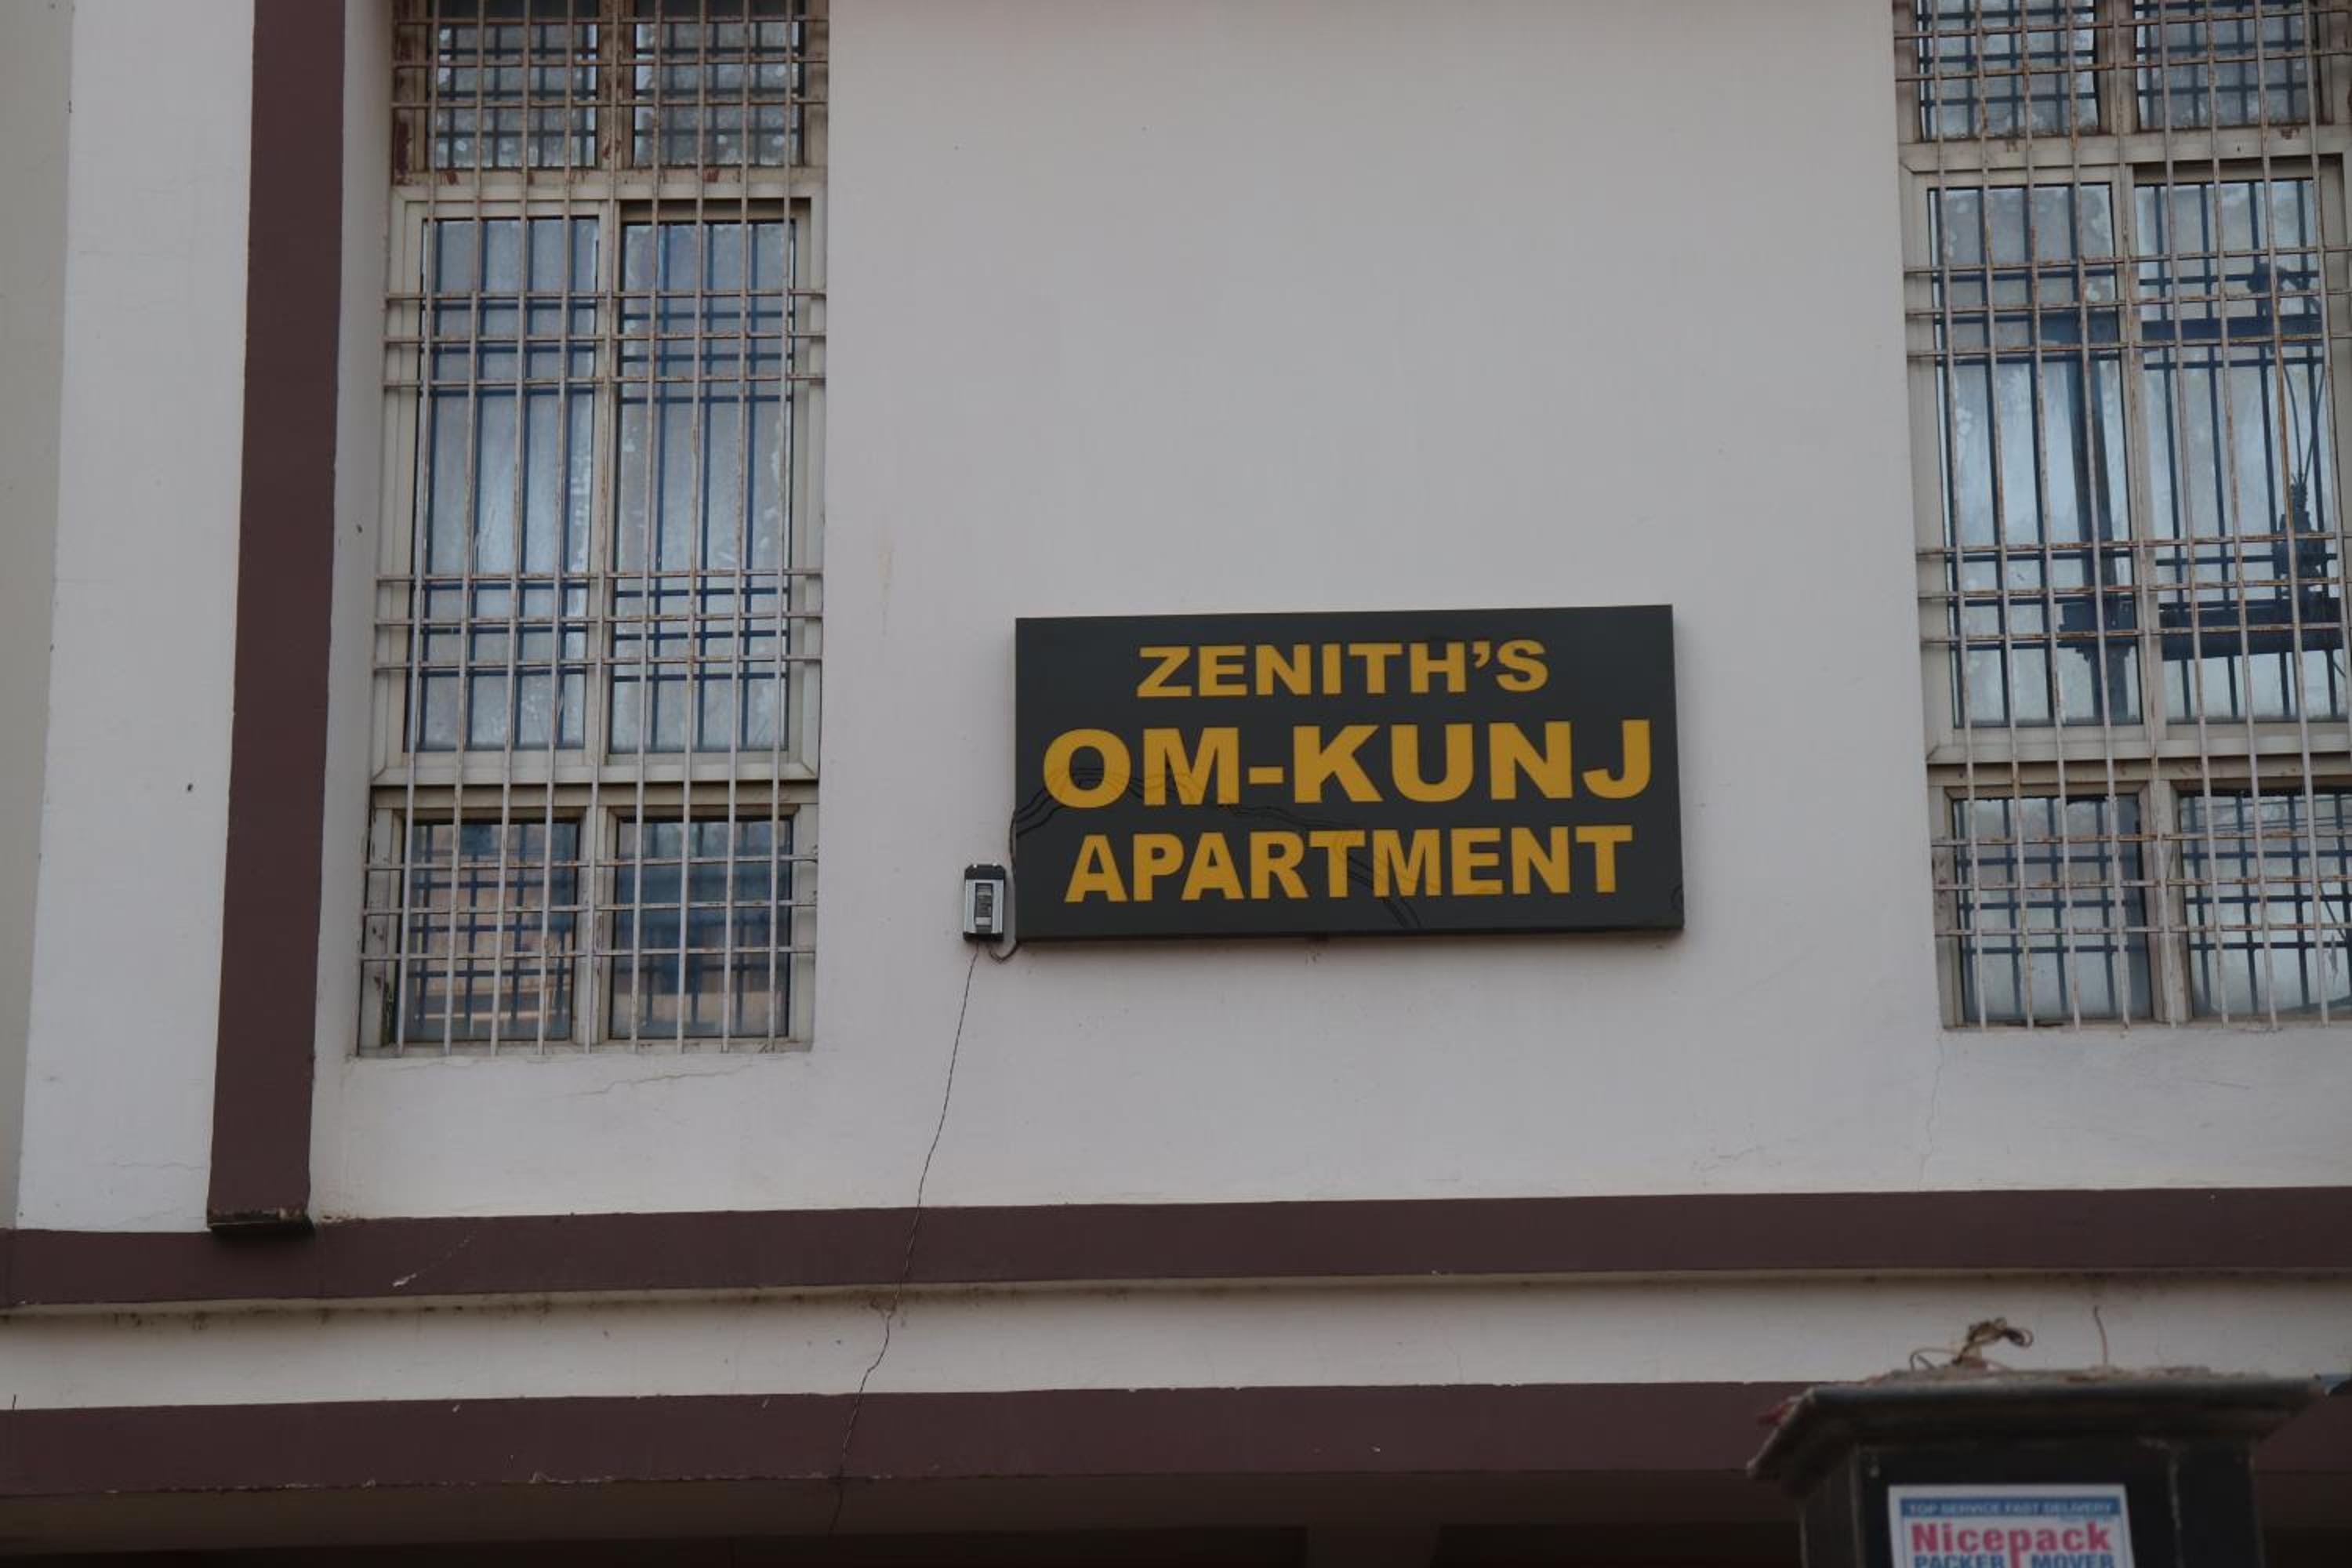 ZENITH'S
OM-KUNJ
APARTMENT
TOP SERVICE FAST DELIVERY
Nicepack
PACKER MOVER